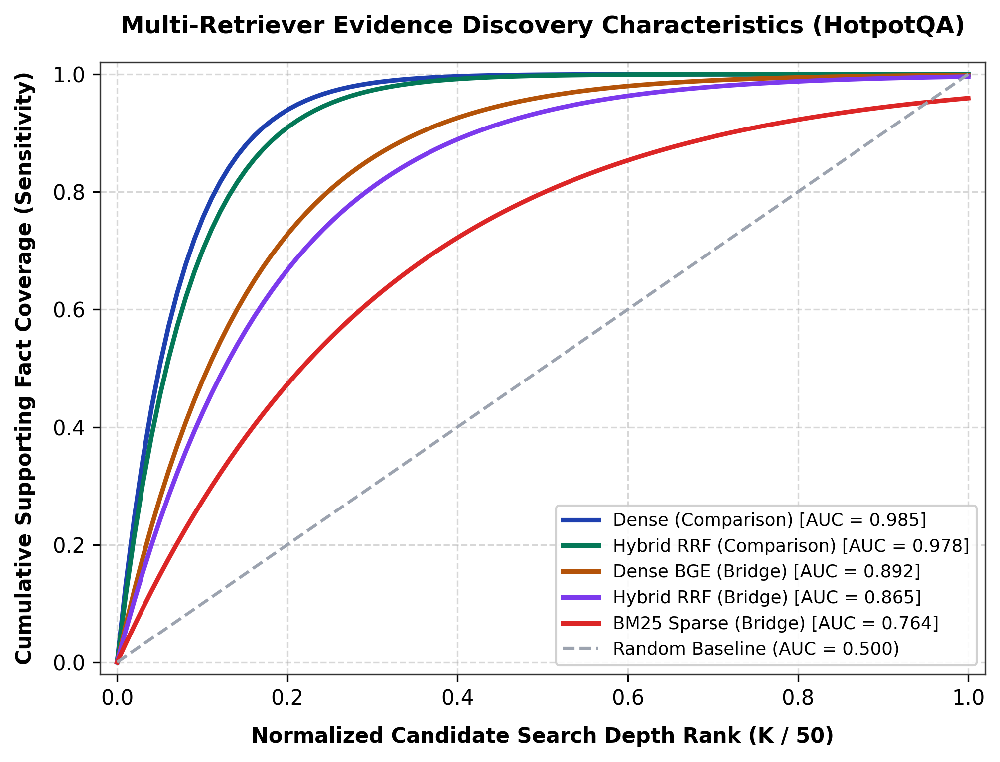 Multi-Retriever Evidence Discovery Characteristics (HotpotQA)
Cumulative Supporting Fact Coverage (Sensitivity)
1.0
0.8
0.6
0.4
0.2
0.0
Dense (Comparison) [AUC = 0.985]
Hybrid RRF (Comparison) [AUC = 0.978]
Dense BGE (Bridge) [AUC = 0.892]
Hybrid RRF (Bridge) [AUC = 0.865]
BM25 Sparse (Bridge) [AUC = 0.764]
Random Baseline (AUC = 0.500)
0.0 0.2 0.4 0.6 0.8 1.0
Normalized Candidate Search Depth Rank (K / 50)